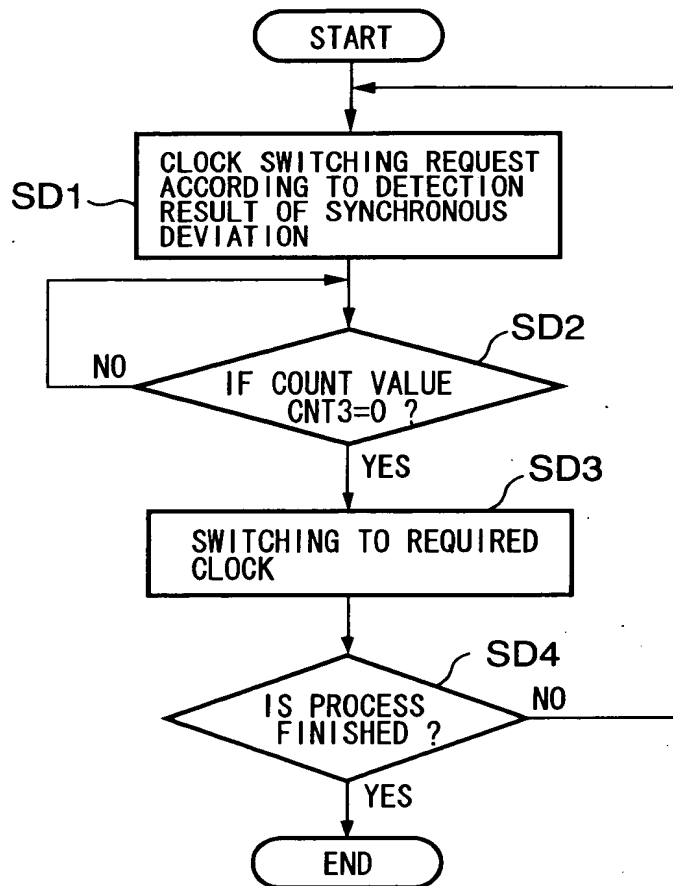 START
CLOCK SWITCHING REQUEST
ACCORDING TO DETECTION
RESULT OF SYNCHRONOUS
DEVIATION
SD1
SD2
NO
IF COUNT VALUE
CNT3=0 ?
YES
SD3
SWITCHING TO REQUIRED
CLOCK
SD4
IS PROCESS
FINISHED ?
NO
YES
END